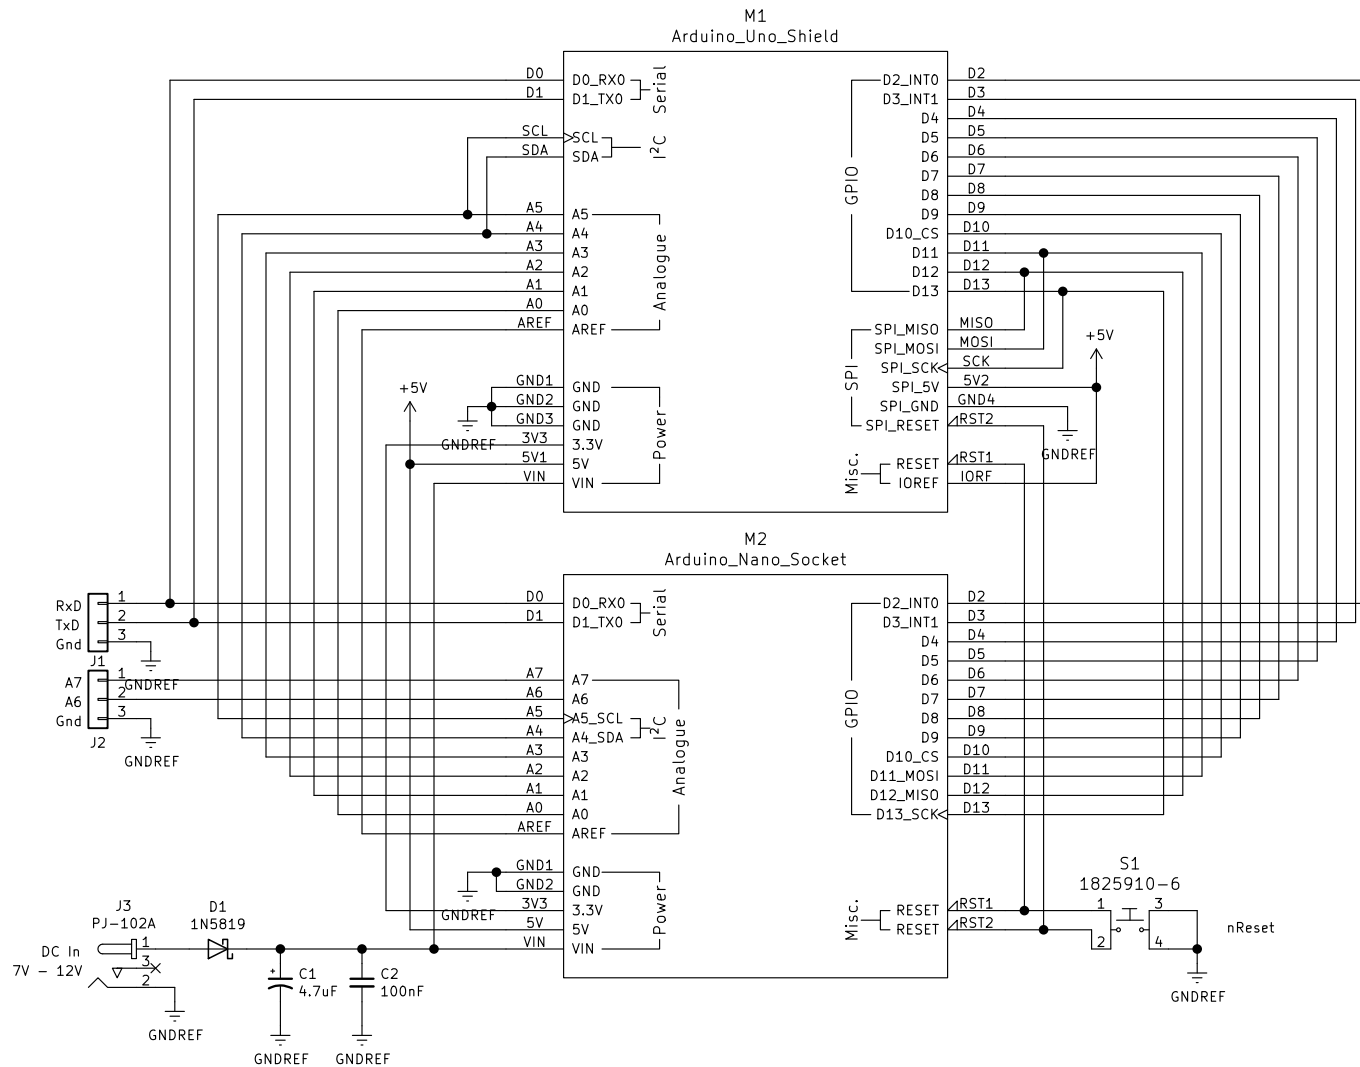 M1
Arduino_Uno_Shield
D0 D0_RX0 Serial D2_INT0 D2
D1 D1_TX0 D3_INT1 D3
D4 D4
SCL SCL I²C D5 D5
SDA SDA D6 D6
D7 D7
GPIO D8 D8
A5 A5 D9 D9
A4 A4 D10_CS D10
A3 A3 Analogue D11 D11
A2 A2 D12 D12
A1 A1 D13 D13
A0 A0
AREF AREF SPI_MISO MISO
SPI_MOSI MOSI +5V
SPI SPI_SCK SCK
+5V GND1 GND SPI_5V 5V2
GND2 GND SPI_GND GND4
GND3 GND Power SPI_RESET RST2
GNDREF 3V3 3.3V GNDREF
5V1 5V Misc. RESET RST1
VIN VIN IOREF IORF
M2
Arduino_Nano_Socket
RxD 1 D0 D0_RX0 Serial D2_INT0 D2
TxD 2 D1 D1_TX0 D3_INT1 D3
Gnd 3 D4 D4
J1 D5 D5
GNDREF
A7 1 A7 A7 D6 D6
A6 2 A6 A6 GPIO D7 D7
Gnd 3 A5 A5_SCL I²C D8 D8
J2 A4 A4_SDA D9 D9
GNDREF A3 A3 Analogue D10_CS D10
A2 A2 D11_MOSI D11
A1 A1 D12_MISO D12
A0 A0 D13_SCK D13
AREF AREF
S1
GND1 GND 1825910-6
GND2 GND
GNDREF
J3 D1 3V3 3.3V Power Misc. RESET RST1 1 3
PJ-102A 1N5819 5V 5V RESET RST2 nReset
DC In 1 VIN VIN 2 4
7V - 12V 3
2 C1 C2
4.7uF 100nF GNDREF
GNDREF
GNDREF GNDREF